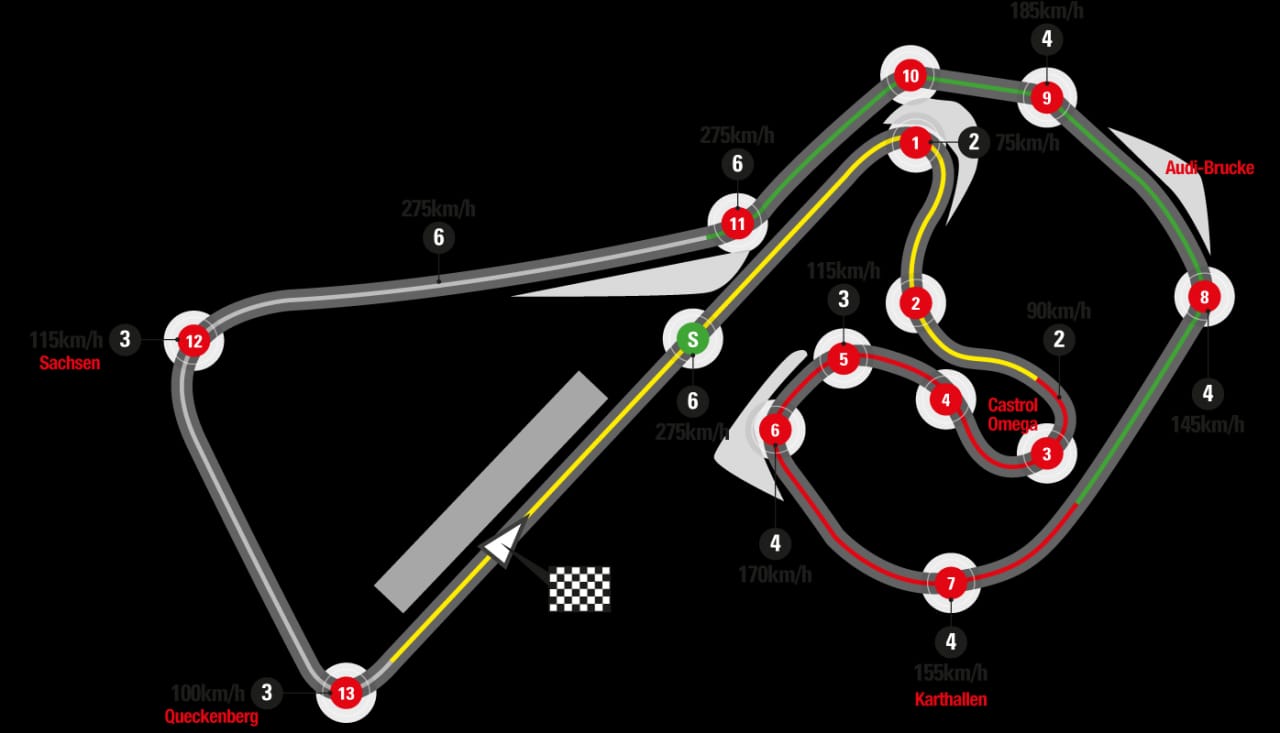 185km/h
4
10
9
275km/h
6
1
2
75km/h
Audi-Brucke
275km/h
6
11
115km/h
3
2
8
90km/h
2
115km/h
3
12
Sachsen
S
5
4
Castrol
Omega
4
145km/h
6
275km/h
6
3
4
170km/h
7
4
155km/h
Karthallen
100km/h
3
13
Queckenberg